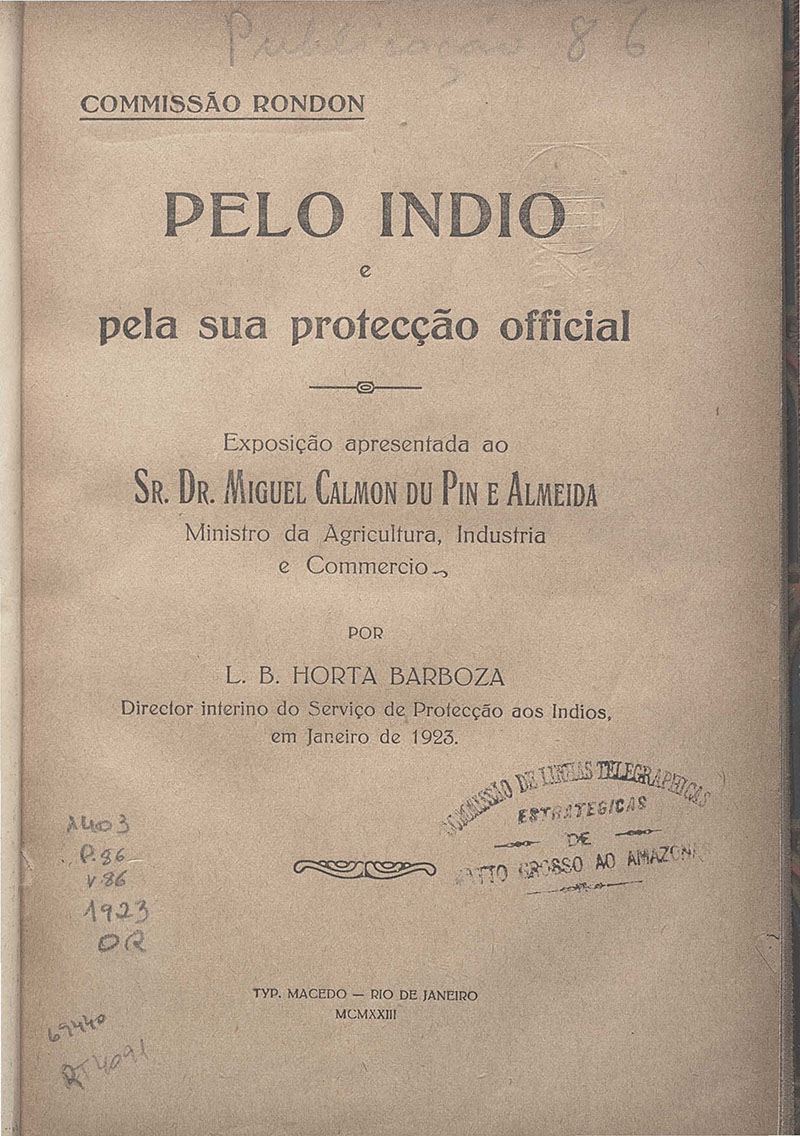 Publicação 86
COMMISSÃO RONDON
PELO INDIO
e
pela sua protecção official
Exposição apresentada ao
SR. DR. MIGUEL CALMON DU PIN E ALMEIDA
Ministro da Agricultura, Industria
e Commercio
POR
L. B. HORTA BARBOZA
Director interino do Serviço de Protecção aos Indios,
em Janeiro de 1923.
COMMISSÃO DE LINHAS TELEGRAPHICAS
ESTRATEGICAS
DE
MATTO GROSSO AO AMAZONAS
P.86
v.86
1923
OR
TYP. MACEDO — RIO DE JANEIRO
MCMXXIII
69440
RT4091